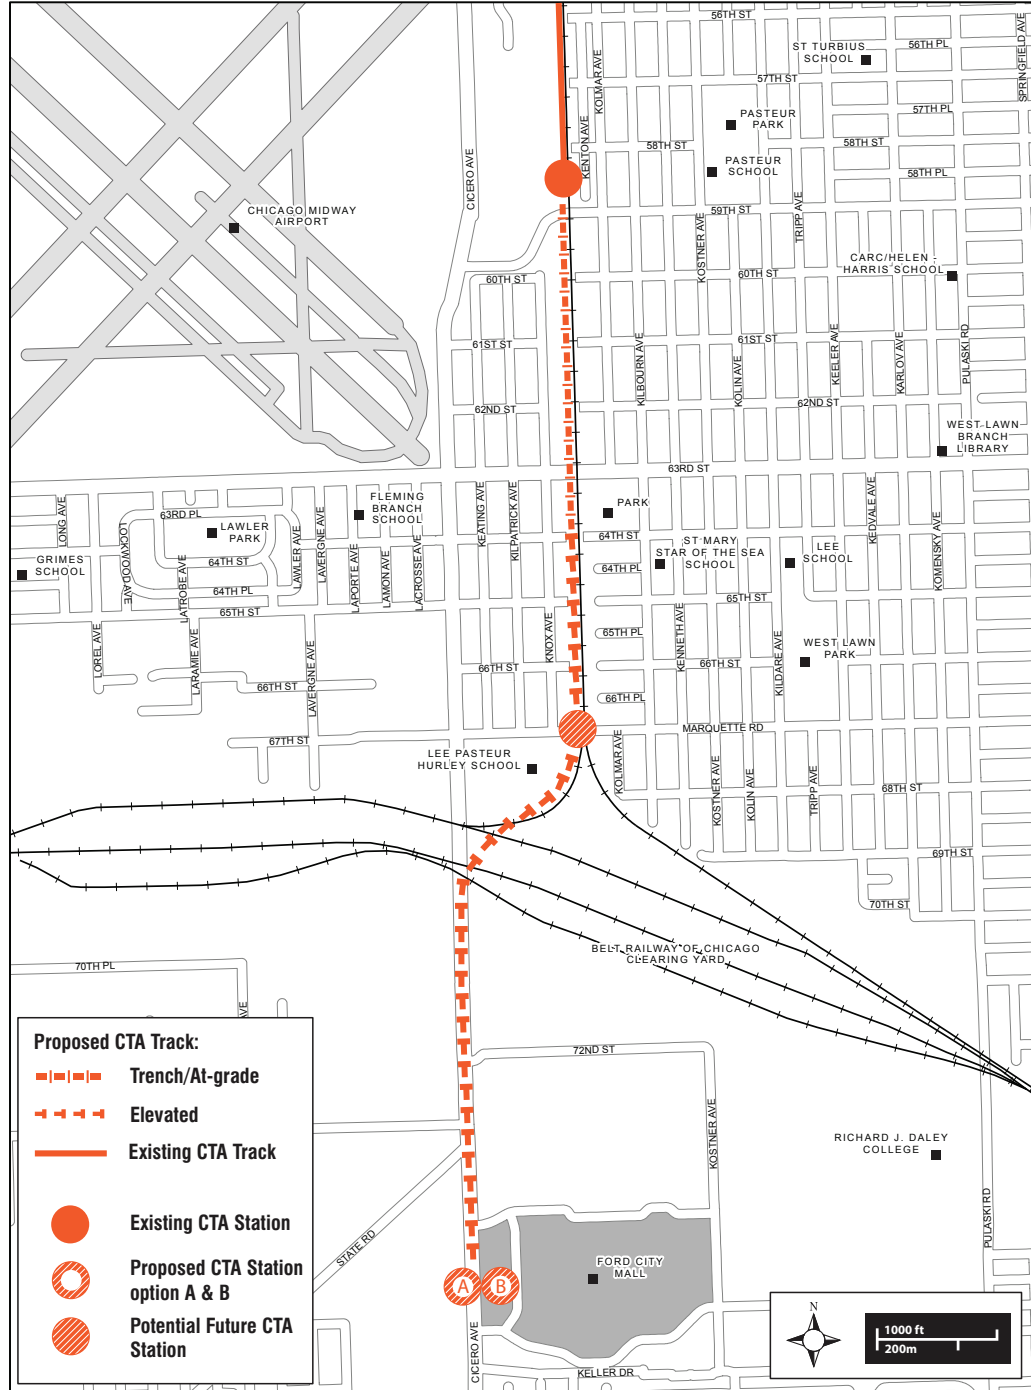 56TH ST
ST TURBIUS
SCHOOL
56TH PL
SPRINGFIELD AVE
KOLMAR AVE
57TH ST
PASTEUR
PARK
57TH PL
CICERO AVE
KENTON AVE
58TH ST
58TH ST
PASTEUR
SCHOOL
58TH PL
CHICAGO MIDWAY
AIRPORT
59TH ST
TRIPP AVE
KOSTNER AVE
CARC/HELEN -
HARRIS SCHOOL
60TH ST
60TH ST
61ST ST
61ST ST
KILBOURN AVE
KOLIN AVE
KEELER AVE
KARLOV AVE
PULASKI RD
62ND ST
62ND ST
WEST LAWN
BRANCH
LIBRARY
63RD ST
LONG AVE
63RD PL
LOCKWOOD AVE
LAWLER
PARK
LAWLER AVE
LAVERGNE AVE
FLEMING
BRANCH
SCHOOL
KEATING AVE
KILPATRICK AVE
PARK
KEDVALE AVE
KOMENSKY AVE
GRIMES
SCHOOL
64TH ST
64TH ST
ST MARY
STAR OF THE SEA
SCHOOL
LEE
SCHOOL
64TH PL
LATROBE AVE
64TH PL
LAPORTE AVE
LAMON AVE
LACROSSE AVE
65TH ST
65TH ST
LOREL AVE
LARAMIE AVE
LAVERGNE AVE
KNOX AVE
65TH PL
KENNETH AVE
KILDARE AVE
WEST LAWN
PARK
66TH ST
66TH ST
66TH ST
66TH PL
67TH ST
MARQUETTE RD
LEE PASTEUR
HURLEY SCHOOL
KOLMAR AVE
KOSTNER AVE
KOLIN AVE
TRIPP AVE
68TH ST
69TH ST
70TH ST
BELT RAILWAY OF CHICAGO
CLEARING YARD
70TH PL
AVE
72ND ST
KOSTNER AVE
RICHARD J. DALEY
COLLEGE
PULASKI RD
STATE RD
FORD CITY
MALL
A
B
CICERO AVE
KELLER DR
Proposed CTA Track:
Trench/At-grade
Elevated
Existing CTA Track
Existing CTA Station
Proposed CTA Station
option A & B
Potential Future CTA
Station
N
1000 ft
200m